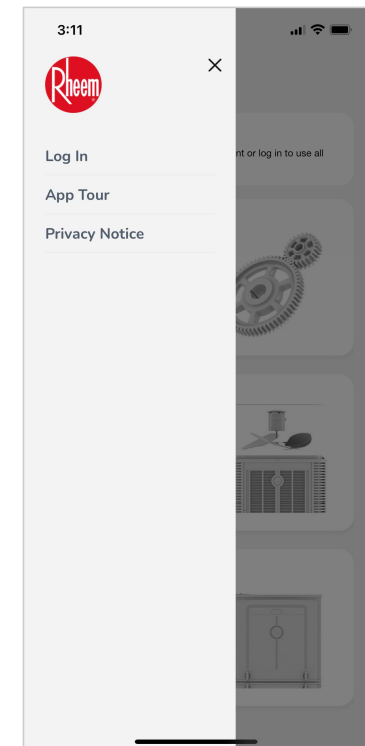 3:11
Rheem
Log In
App Tour
Privacy Notice
nt or log in to use all